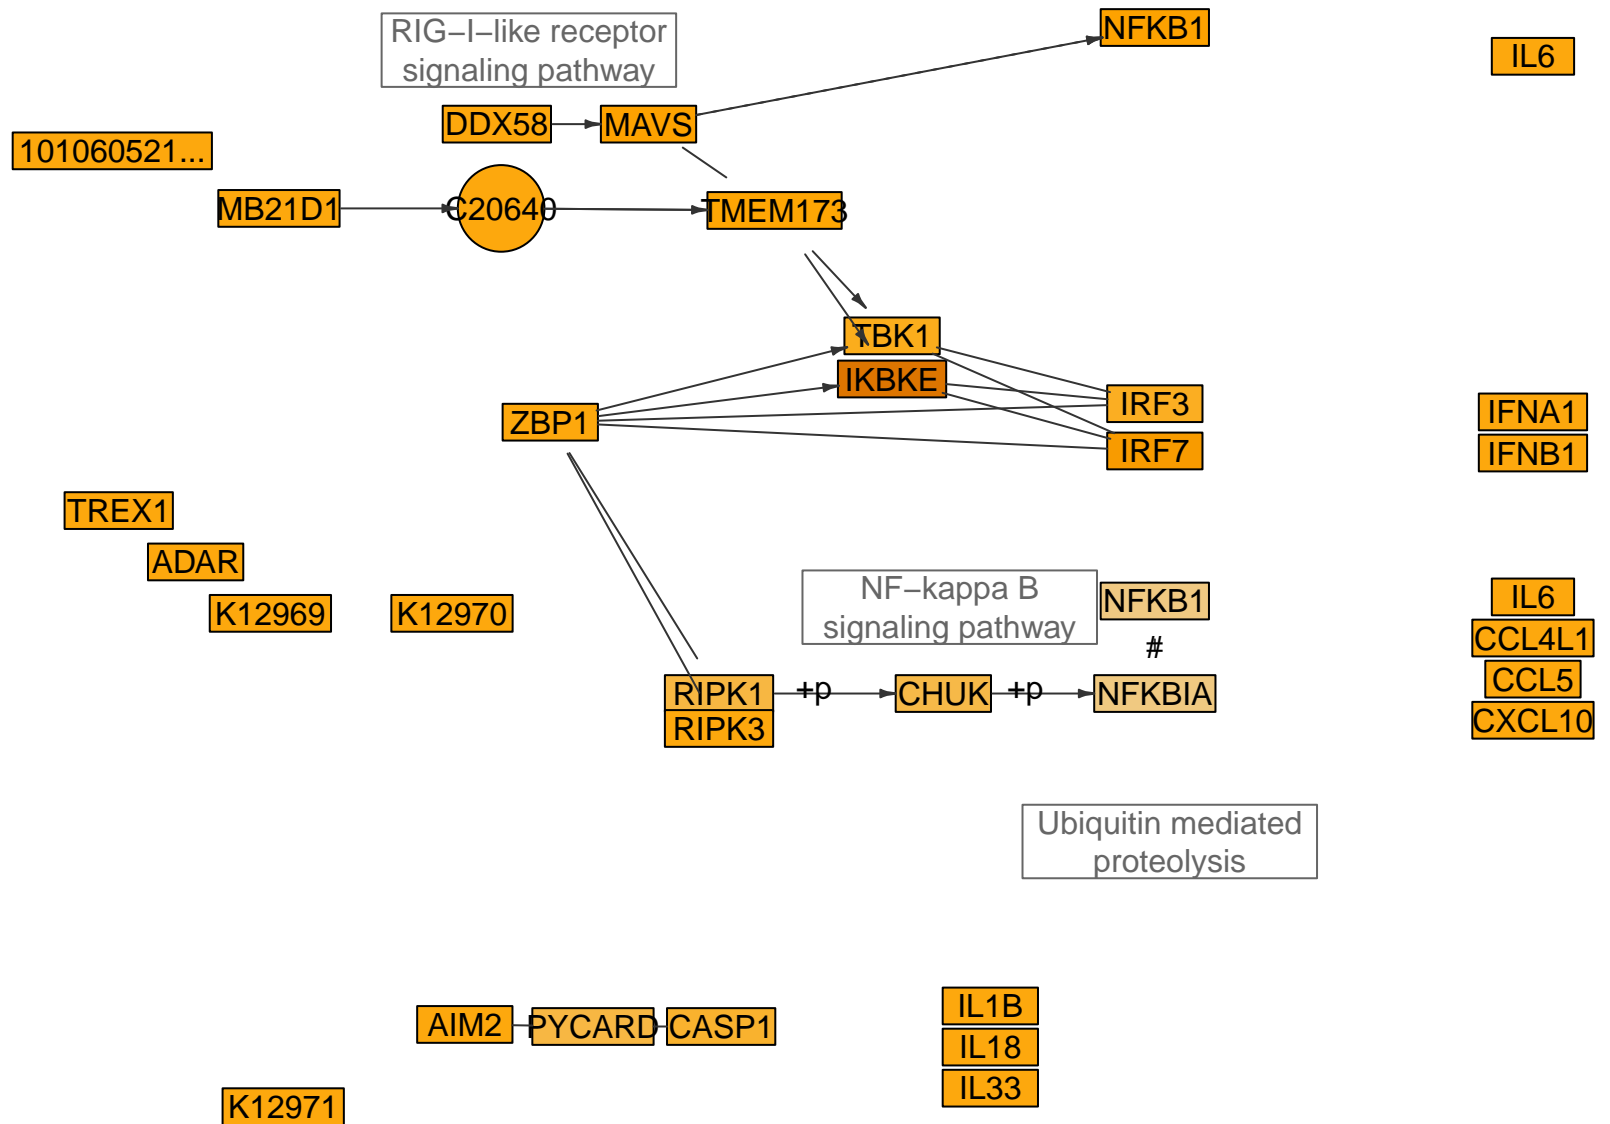 RIG−I−like receptor
signaling pathway
NFKB1
IL6
DDX58
MAVS
101060521...
MB21D1
C20640
TMEM173
TBK1
IKBKE
IRF3
ZBP1
IRF7
IFNA1
IFNB1
TREX1
ADAR
K12969
K12970
NF−kappa B
signaling pathway
NFKB1
#
IL6
CCL4L1
CCL5
CXCL10
RIPK1
+p
CHUK
+p
NFKBIA
RIPK3
Ubiquitin mediated
proteolysis
AIM2
PYCARD
CASP1
IL1B
IL18
IL33
K12971